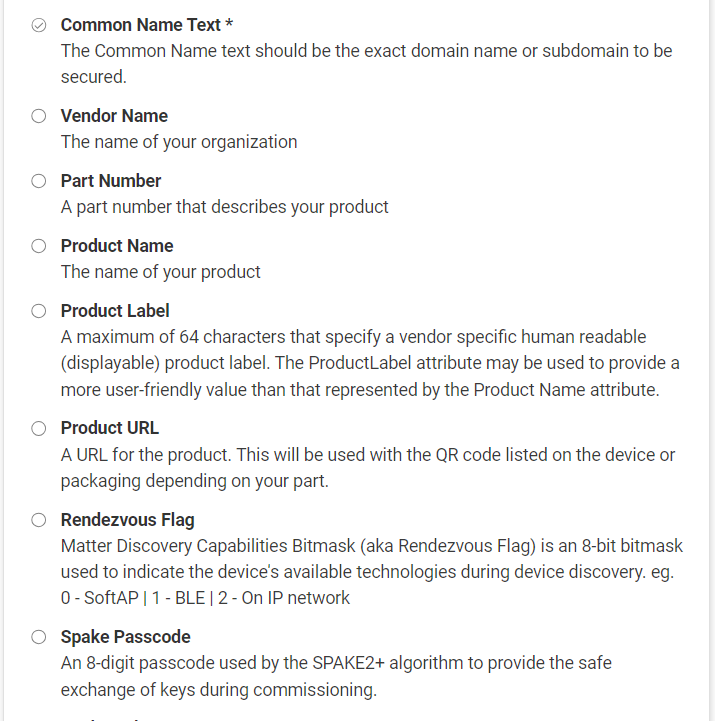 Common Name Text *
The Common Name text should be the exact domain name or subdomain to be
secured.
Vendor Name
The name of your organization
Part Number
A part number that describes your product
Product Name
The name of your product
Product Label
A maximum of 64 characters that specify a vendor specific human readable
(displayable) product label. The ProductLabel attribute may be used to provide a
more user-friendly value than that represented by the Product Name attribute.
Product URL
A URL for the product. This will be used with the QR code listed on the device or
packaging depending on your part.
Rendezvous Flag
Matter Discovery Capabilities Bitmask (aka Rendezvous Flag) is an 8-bit bitmask
used to indicate the device's available technologies during device discovery. eg.
0 - SoftAP | 1 - BLE | 2 - On IP network
Spake Passcode
An 8-digit passcode used by the SPAKE2+ algorithm to provide the safe
exchange of keys during commissioning.